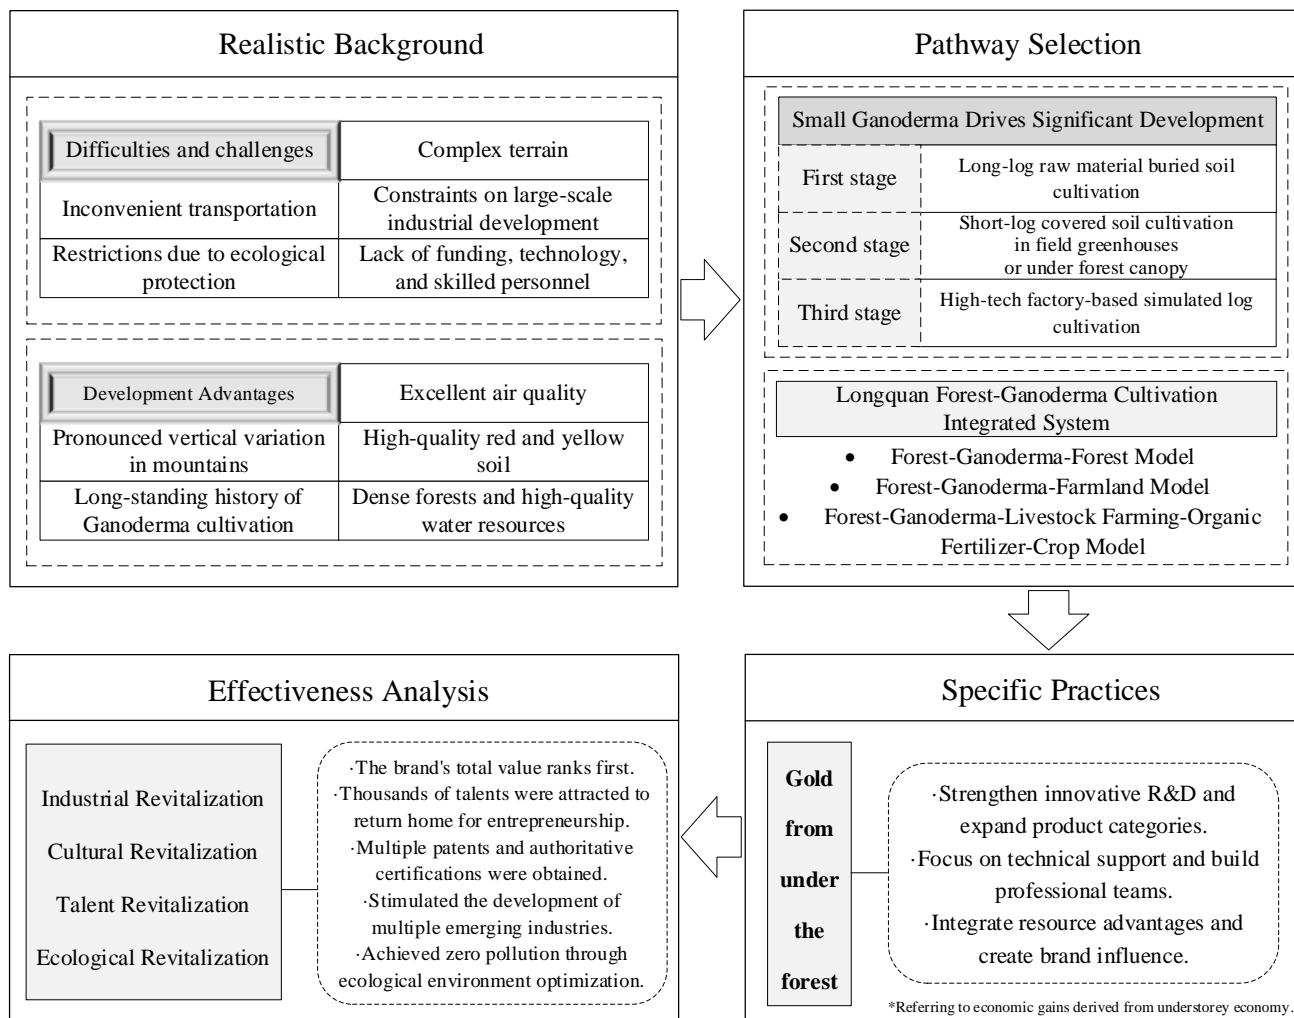 Realistic Background
Difficulties and challenges
Complex terrain
Inconvenient transportation
Constraints on large-scale
industrial development
Restrictions due to ecological
protection
Lack of funding, technology,
and skilled personnel
Development Advantages
Excellent air quality
Pronounced vertical variation
in mountains
High-quality red and yellow
soil
Long-standing history of
Ganoderma cultivation
Dense forests and high-quality
water resources
Pathway Selection
Small Ganoderma Drives Significant Development
First stage
Long-log raw material buried soil
cultivation
Second stage
Short-log covered soil cultivation
in field greenhouses
or under forest canopy
Third stage
High-tech factory-based simulated log
cultivation
Longquan Forest-Ganoderma Cultivation
Integrated System
• Forest-Ganoderma-Forest Model
• Forest-Ganoderma-Farmland Model
• Forest-Ganoderma-Livestock Farming-Organic
Fertilizer-Crop Model
Specific Practices
Gold
from
under
the
forest
·Strengthen innovative R&D and
expand product categories.
·Focus on technical support and build
professional teams.
·Integrate resource advantages and
create brand influence.
*Referring to economic gains derived from understorey economy.
Effectiveness Analysis
Industrial Revitalization
Cultural Revitalization
Talent Revitalization
Ecological Revitalization
·The brand's total value ranks first.
·Thousands of talents were attracted to
return home for entrepreneurship.
·Multiple patents and authoritative
certifications were obtained.
·Stimulated the development of
multiple emerging industries.
·Achieved zero pollution through
ecological environment optimization.